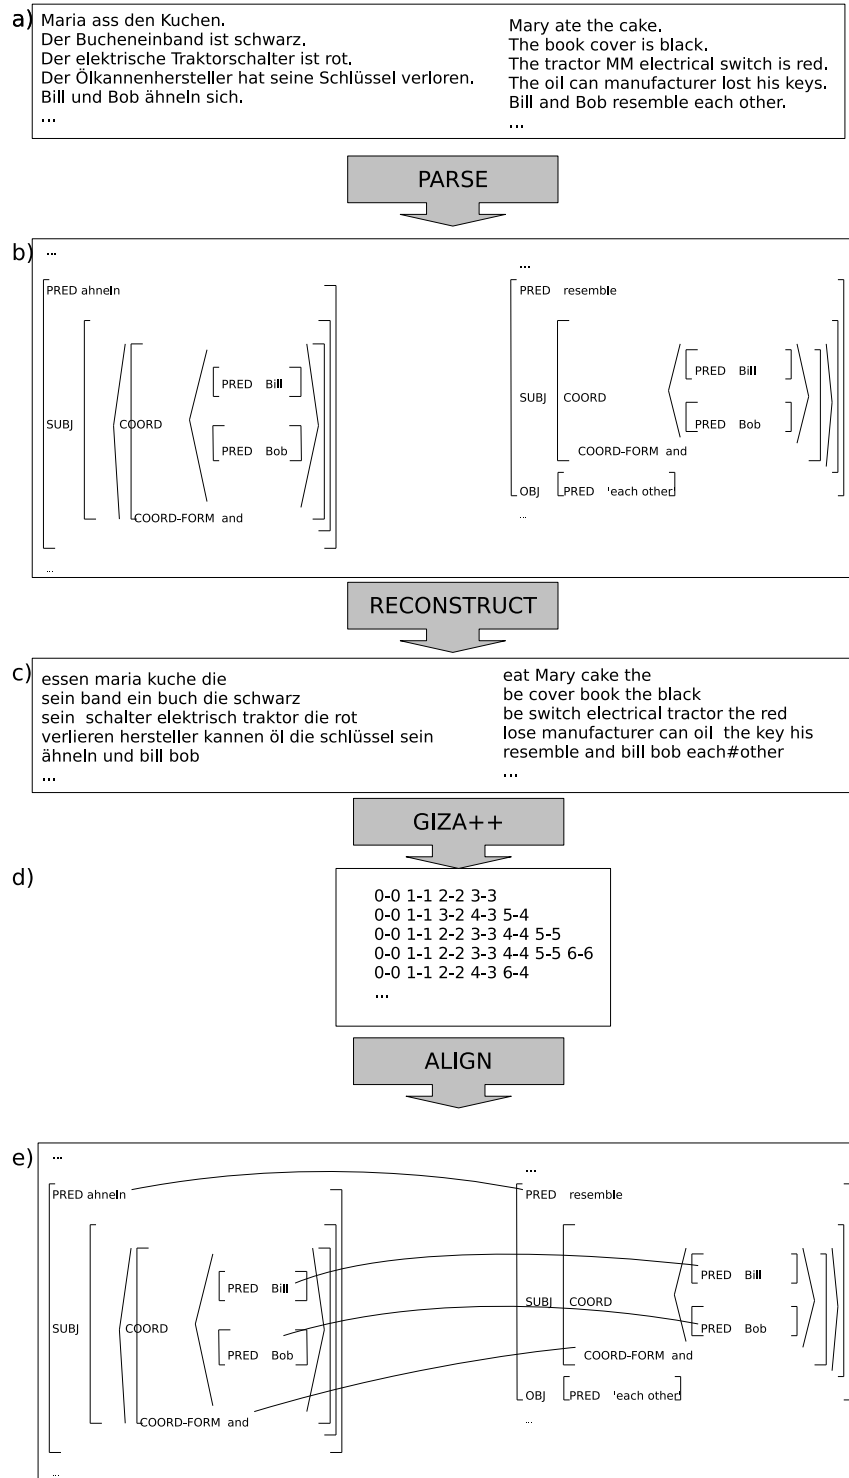 a)
Maria ass den Kuchen.
Der Bucheneinband ist schwarz.
Der elektrische Traktorschalter ist rot.
Der Ölkannenhersteller hat seine Schlüssel verloren.
Bill und Bob ähneln sich.
...
Mary ate the cake.
The book cover is black.
The tractor MM electrical switch is red.
The oil can manufacturer lost his keys.
Bill and Bob resemble each other.
...
PARSE
b)
...
PRED ahneln
PRED Bill
SUBJ COORD
PRED Bob
COORD-FORM and
...
...
PRED resemble
PRED Bill
SUBJ COORD
PRED Bob
COORD-FORM and
OBJ PRED 'each other'
...
RECONSTRUCT
c)
essen maria kuche die
sein band ein buch die schwarz
sein schalter elektrisch traktor die rot
verlieren hersteller kannen öl die schlüssel sein
ähneln und bill bob
...
eat Mary cake the
be cover book the black
be switch electrical tractor the red
lose manufacturer can oil the key his
resemble and bill bob each#other
...
GIZA++
d)
0-0 1-1 2-2 3-3
0-0 1-1 3-2 4-3 5-4
0-0 1-1 2-2 3-3 4-4 5-5
0-0 1-1 2-2 3-3 4-4 5-5 6-6
0-0 1-1 2-2 4-3 6-4
...
ALIGN
e)
...
PRED ahneln
PRED Bill
SUBJ COORD
PRED Bob
COORD-FORM and
...
...
PRED resemble
PRED Bill
SUBJ COORD
PRED Bob
COORD-FORM and
OBJ PRED 'each other'
...